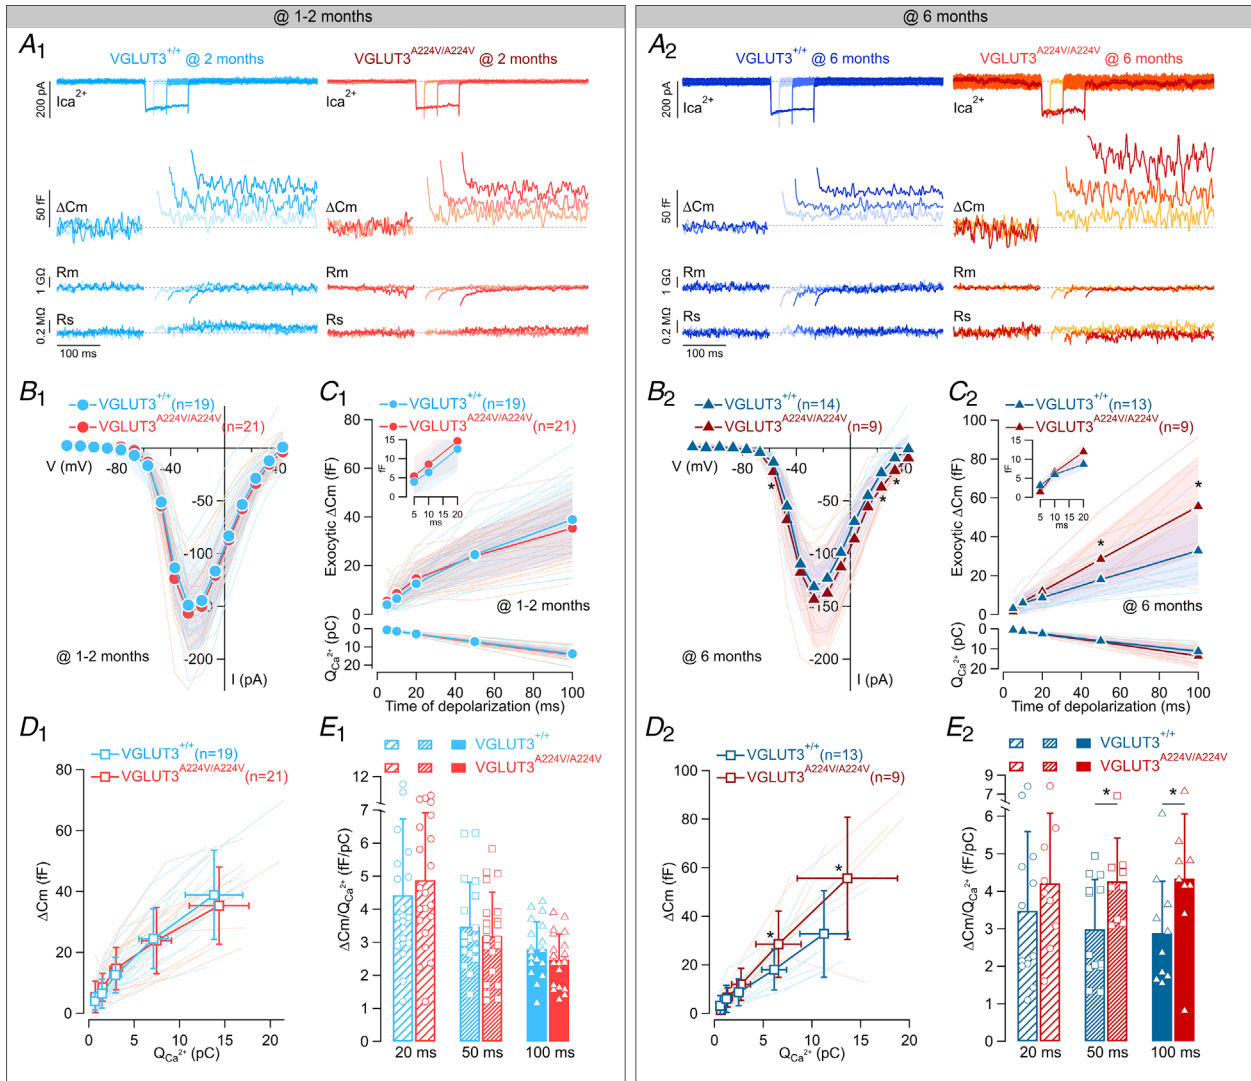 @ 1-2 months
A1
VGLUT3+/+ @ 2 months
VGLUT3A224V/A224V @ 2 months
200 pA
Ica2+
50 fF
ΔCm
1 GΩ
Rm
0.2 MΩ
Rs
100 ms
B1
VGLUT3+/+ (n=19)
VGLUT3A224V/A224V (n=21)
V (mV)
-80
-40
-50
-100
-150
-200
I (pA)
@ 1-2 months
C1
VGLUT3+/+ (n=19)
VGLUT3A224V/A224V (n=21)
Exocytic ΔCm (fF)
80
60
40
20
0
fF
15
10
5
0
5 10 20
ms
@ 1-2 months
QCa2+ (pC)
0
10
20
0 20 40 60 80 100
Time of depolarization (ms)
D1
VGLUT3+/+ (n=19)
VGLUT3A224V/A224V (n=21)
ΔCm (fF)
80
60
40
20
0
0 5 10 15 20
QCa2+ (pC)
E1
VGLUT3+/+
VGLUT3A224V/A224V
ΔCm/QCa2+ (fF/pC)
12
7
6
5
4
3
2
1
0
20 ms 50 ms 100 ms
@ 6 months
A2
VGLUT3+/+ @ 6 months
VGLUT3A224V/A224V @ 6 months
200 pA
Ica2+
Ica2+
50 fF
ΔCm
ΔCm
1 GΩ
Rm
Rm
0.2 MΩ
Rs
Rs
100 ms
B2
VGLUT3+/+ (n=14)
VGLUT3A224V/A224V (n=9)
V (mV)
-80
-40
-50
-100
-150
-200
* * *
I (pA)
@ 6 months
C2
VGLUT3+/+ (n=13)
VGLUT3A224V/A224V (n=9)
Exocytic ΔCm (fF)
100
80
60
40
20
0
fF
15
10
5
0
5 10 20
ms
* *
@ 6 months
QCa2+ (pC)
0
10
20
0 20 40 60 80 100
Time of depolarization (ms)
D2
VGLUT3+/+ (n=13)
VGLUT3A224V/A224V (n=9)
ΔCm (fF)
100
80
60
40
20
0
* *
0 5 10 15 20
QCa2+ (pC)
E2
VGLUT3+/+
VGLUT3A224V/A224V
ΔCm/QCa2+ (fF/pC)
9
7
6
5
4
3
2
1
0
* *
20 ms 50 ms 100 ms